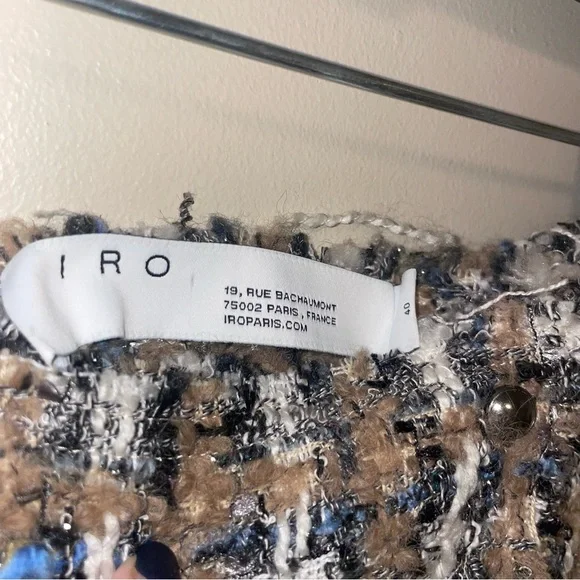 IRO
19, RUE BACHAUMONT
75002 PARIS, FRANCE
IROPARIS.COM
40